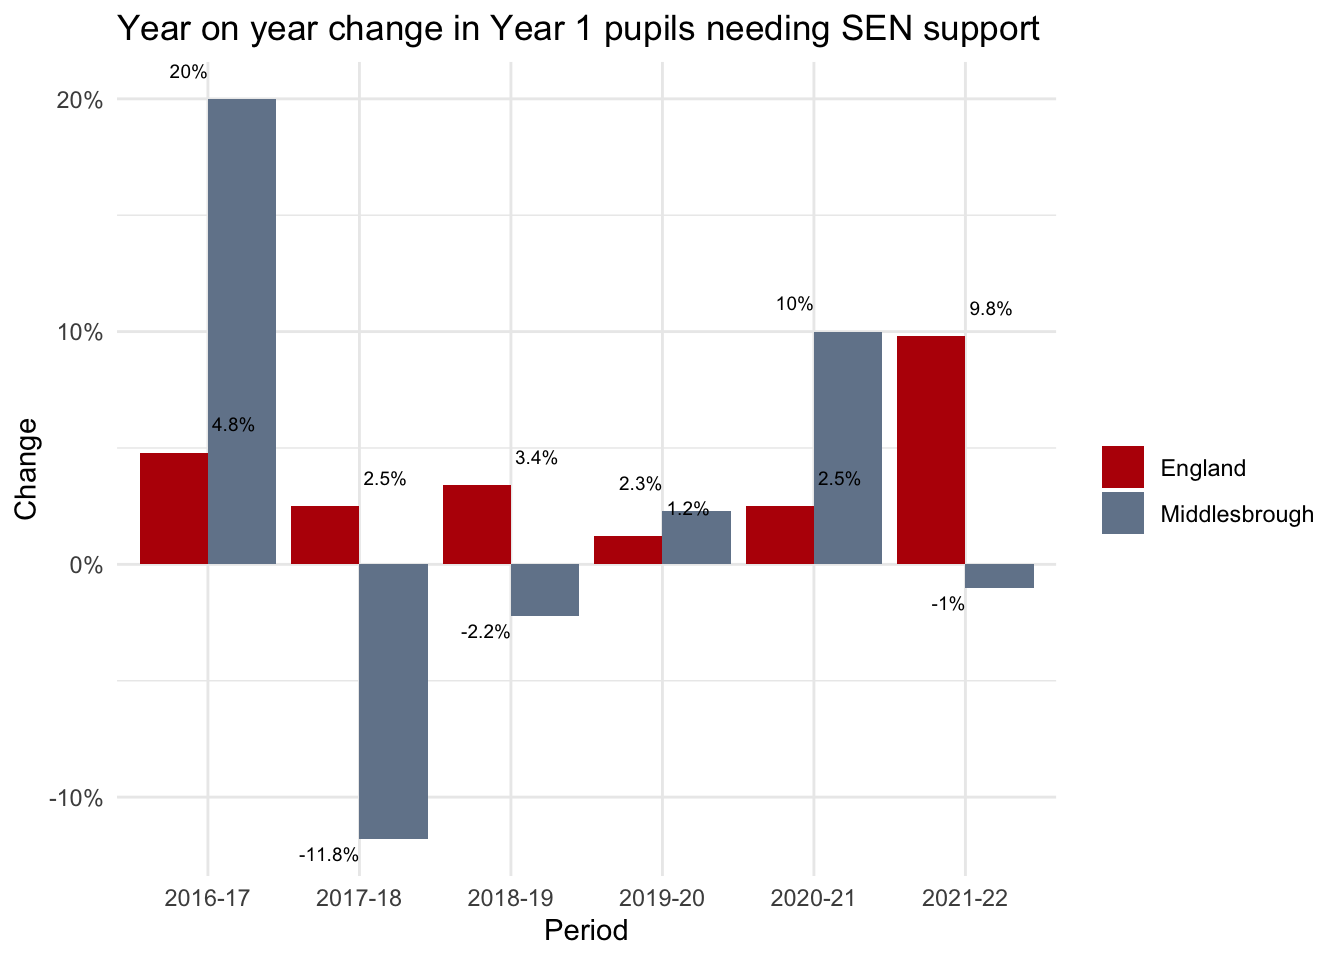 Year on year change in Year 1 pupils needing SEN support
20%
20%
10%
9.8%
10%
4.8%
3.4%
2.5%
2.3%
2.5%
1.2%
0%
-1%
-2.2%
-10%
-11.8%
Change
England
Middlesbrough
2016-17 2017-18 2018-19 2019-20 2020-21 2021-22
Period